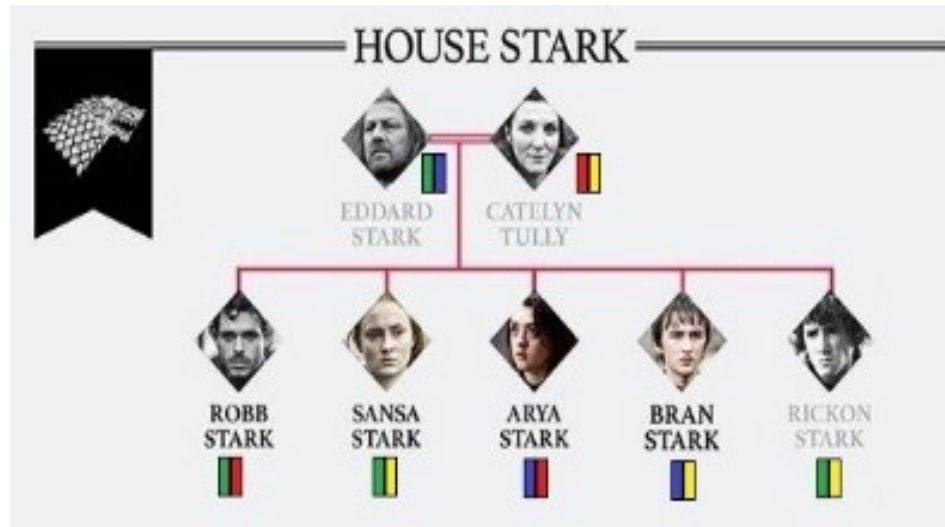 HOUSE STARK
EDDARD
STARK
CATELYN
TULLY
ROBB
STARK
SANSA
STARK
ARYA
STARK
BRAN
STARK
RICKON
STARK